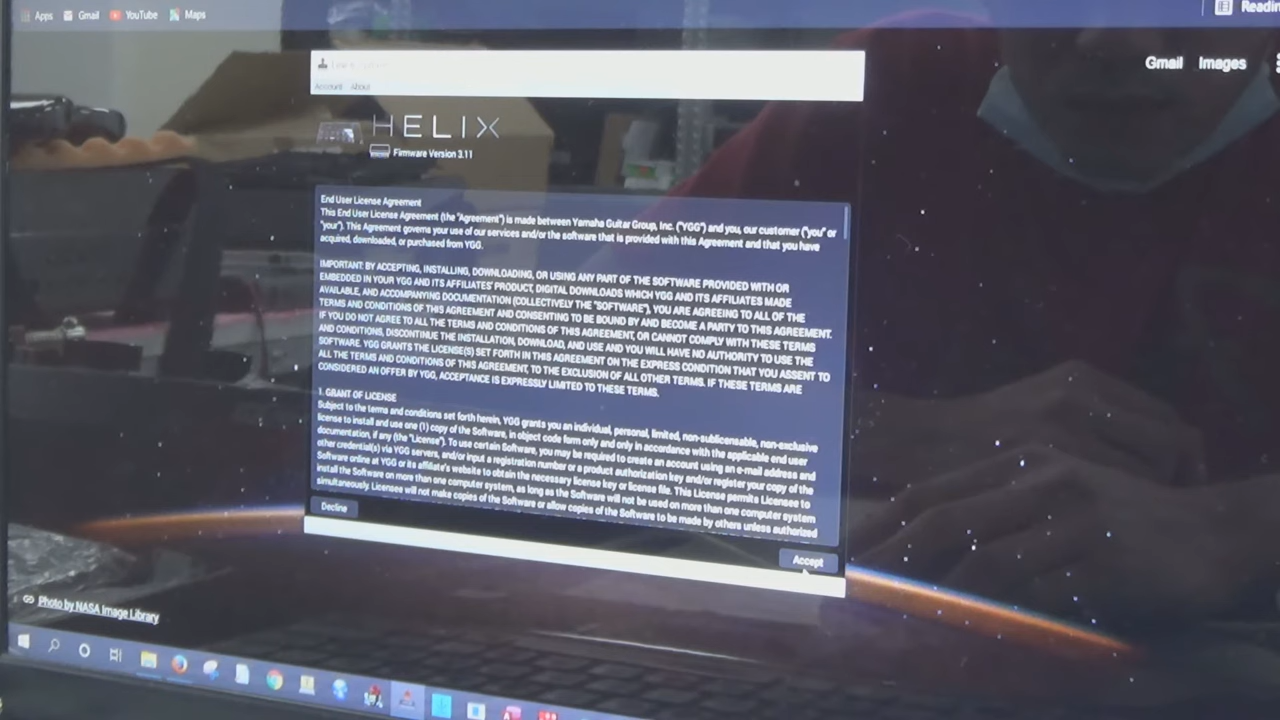 Apps Gmail YouTube Maps
Gmail Images
Account About
HELIX
Firmware Version 3.11
End User License Agreement
This End User License Agreement (the "Agreement") is made between Yamaha Guitar Group, Inc. ("YGG") and you, our customer ("you" or
"your"). This Agreement governs your use of our services and/or the software that is provided with this Agreement and that you have
acquired, downloaded, or purchased from YGG.
IMPORTANT: BY ACCEPTING, INSTALLING, DOWNLOADING, OR USING ANY PART OF THE SOFTWARE PROVIDED WITH OR
EMBEDDED IN YOUR YGG AND ITS AFFILIATES' PRODUCT, DIGITAL DOWNLOADS WHICH YGG AND ITS AFFILIATES MADE
AVAILABLE, AND ACCOMPANYING DOCUMENTATION (COLLECTIVELY THE "SOFTWARE"), YOU ARE AGREEING TO ALL OF THE
TERMS AND CONDITIONS OF THIS AGREEMENT AND CONSENTING TO BE BOUND BY AND BECOME A PARTY TO THIS AGREEMENT.
IF YOU DO NOT AGREE TO ALL THE TERMS AND CONDITIONS OF THIS AGREEMENT, OR CANNOT COMPLY WITH THESE TERMS
AND CONDITIONS, DISCONTINUE THE INSTALLATION, DOWNLOAD, AND USE AND YOU WILL HAVE NO AUTHORITY TO USE THE
SOFTWARE. YGG GRANTS THE LICENSE(S) SET FORTH IN THIS AGREEMENT ON THE EXPRESS CONDITION THAT YOU ASSENT TO
ALL THE TERMS AND CONDITIONS OF THIS AGREEMENT, TO THE EXCLUSION OF ALL OTHER TERMS. IF THESE TERMS ARE
CONSIDERED AN OFFER BY YGG, ACCEPTANCE IS EXPRESSLY LIMITED TO THESE TERMS.
1. GRANT OF LICENSE
Subject to the terms and conditions set forth herein, YGG grants you an individual, personal, limited, non-sublicensable, non-exclusive
license to install and use one (1) copy of the Software, in object code form only and only in accordance with the applicable end user
documentation, if any (the "License"). To use certain Software, you may be required to create an account using an e-mail address and
other credential(s) via YGG servers, and/or input a registration number or a product authorization key and/or register your copy of the
Software online at YGG or its affiliate's website to obtain the necessary license key or license file. This License permits Licensee to
install the Software on more than one computer system, as long as the Software will not be used on more than one computer system
simultaneously. Licensee will not make copies of the Software or allow copies of the Software to be made by others unless authorized
Decline
Accept
Photo by NASA Image Library